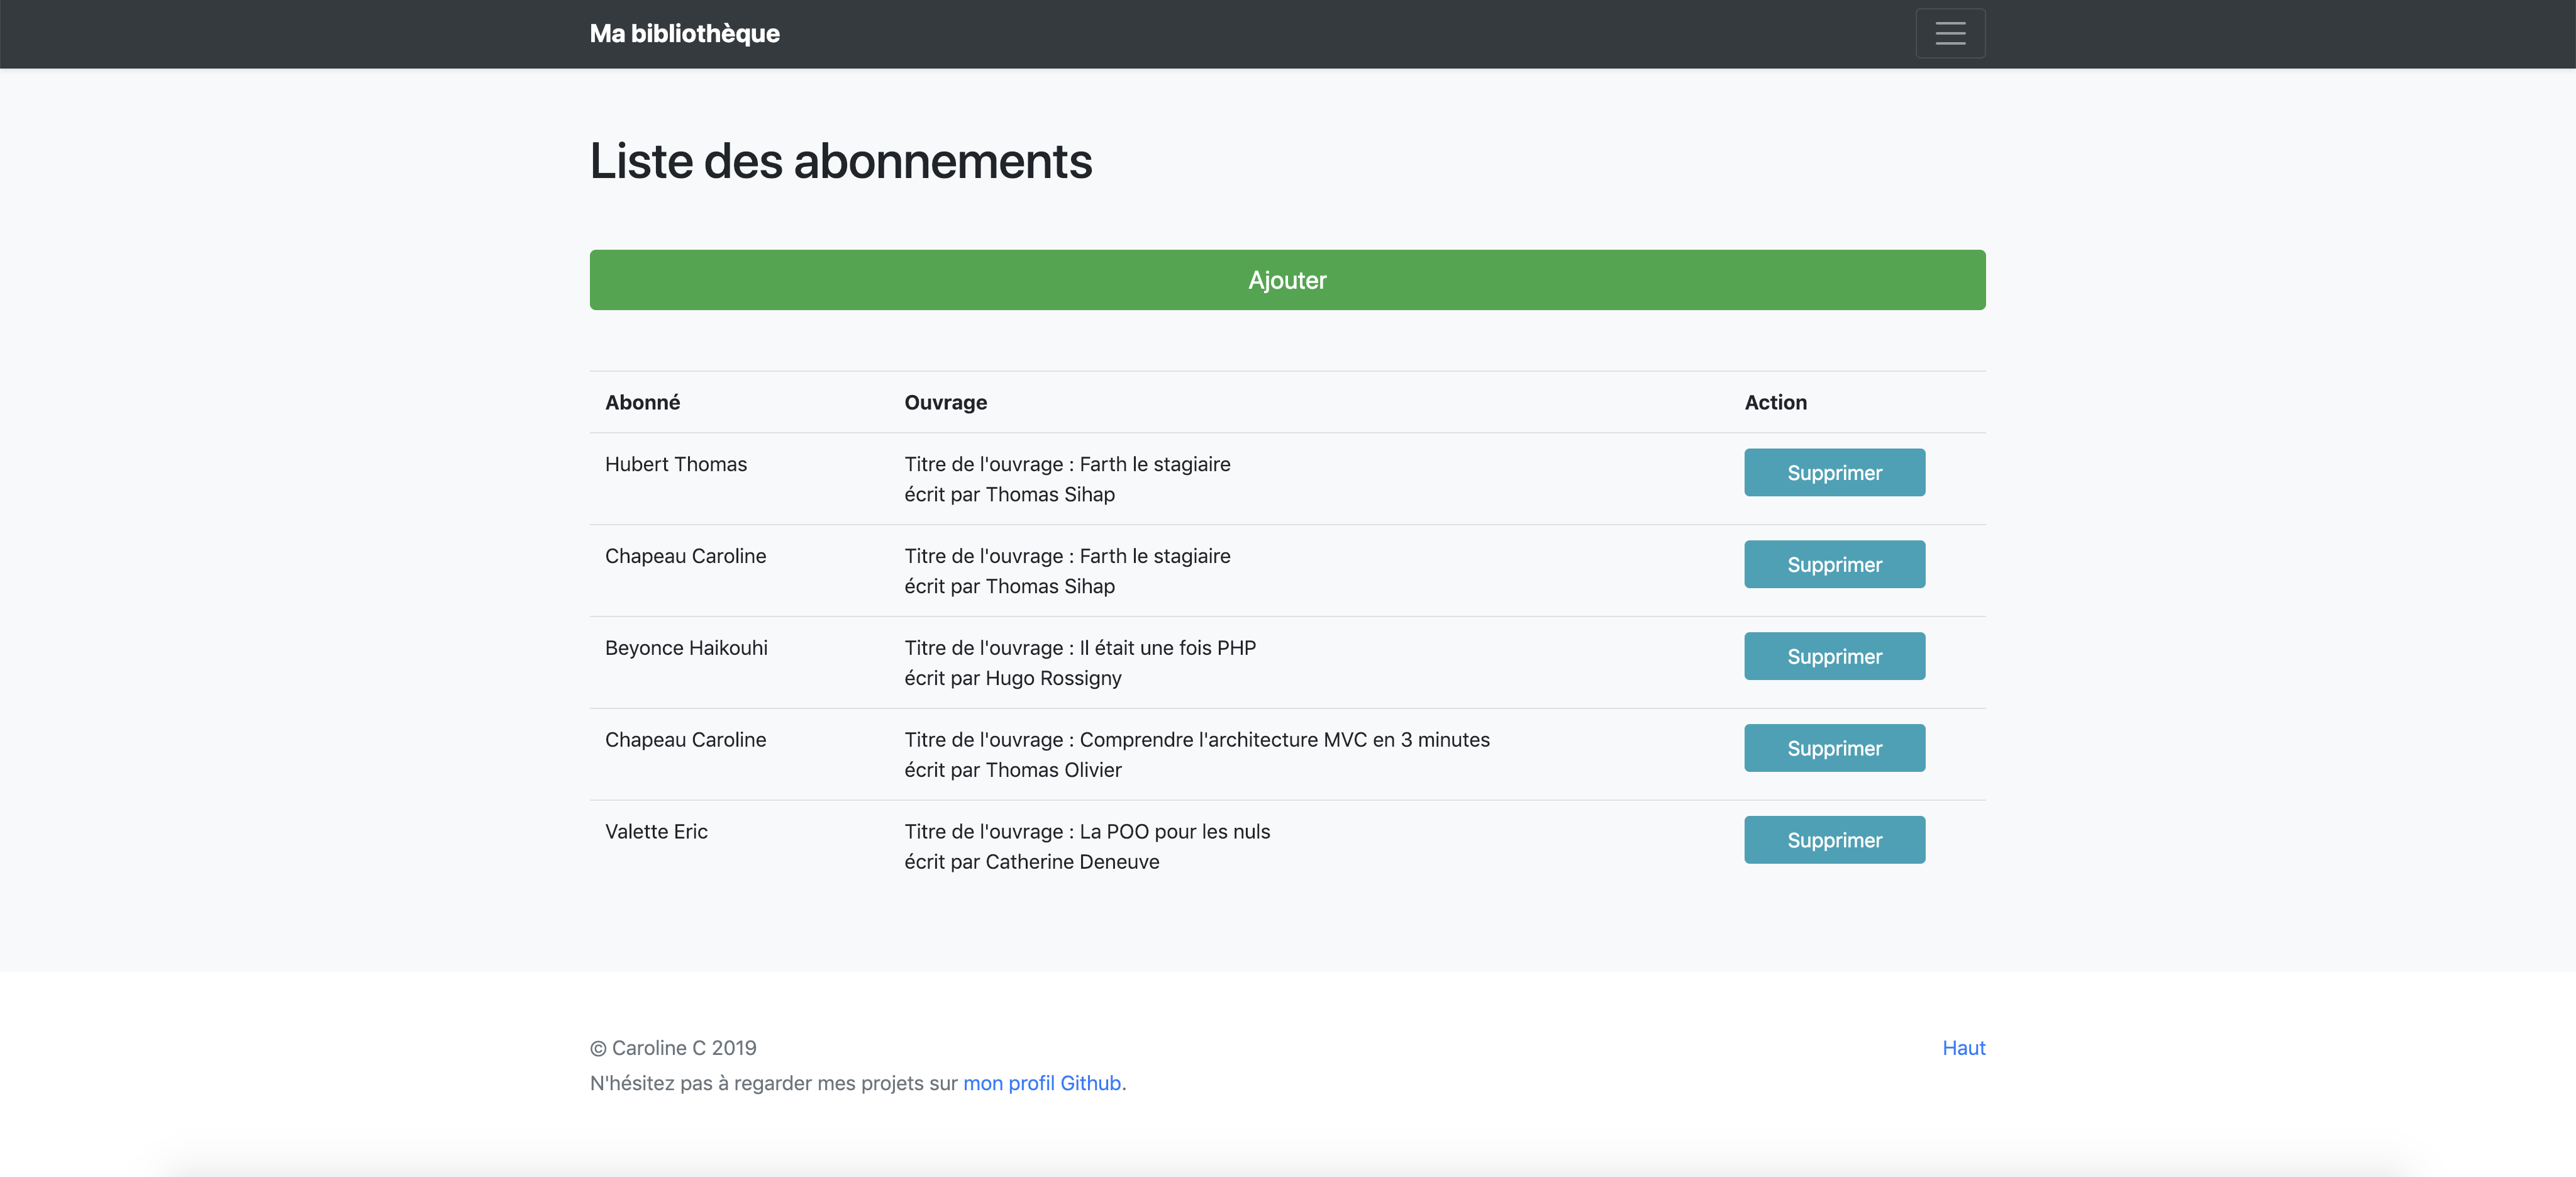 Ma bibliothèque
Liste des abonnements
Ajouter
Abonné Ouvrage Action
Hubert Thomas Titre de l'ouvrage : Farth le stagiaire Supprimer
écrit par Thomas Sihap
Chapeau Caroline Titre de l'ouvrage : Farth le stagiaire Supprimer
écrit par Thomas Sihap
Beyonce Haikouhi Titre de l'ouvrage : Il était une fois PHP Supprimer
écrit par Hugo Rossigny
Chapeau Caroline Titre de l'ouvrage : Comprendre l'architecture MVC en 3 minutes Supprimer
écrit par Thomas Olivier
Valette Eric Titre de l'ouvrage : La POO pour les nuls Supprimer
écrit par Catherine Deneuve
© Caroline C 2019 Haut
N'hésitez pas à regarder mes projets sur mon profil Github.